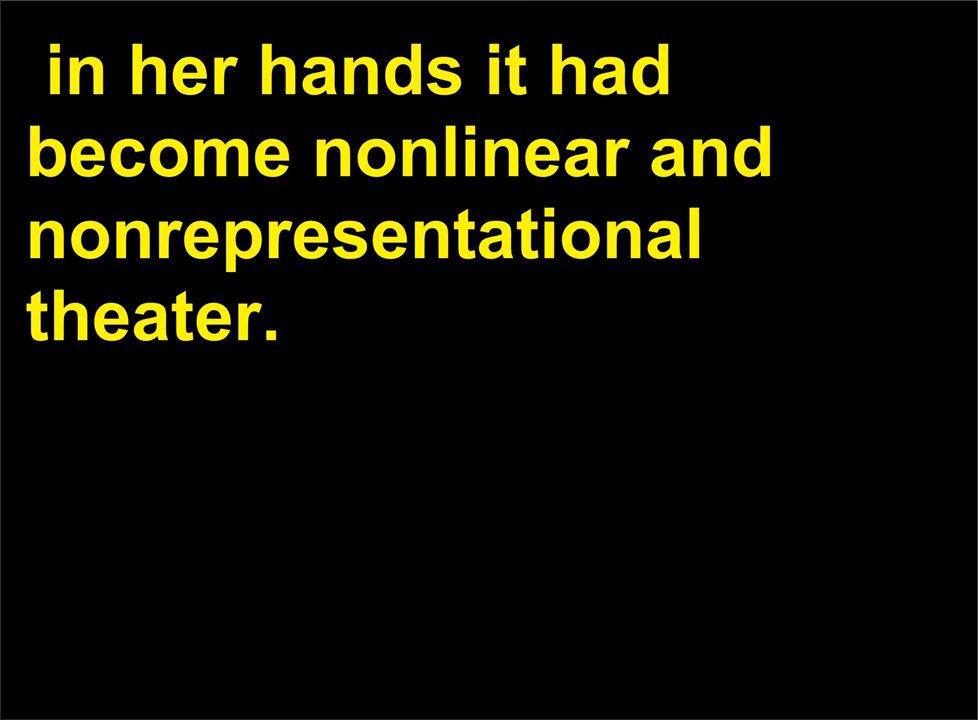 in her hands it had
become nonlinear and
nonrepresentational
theater.